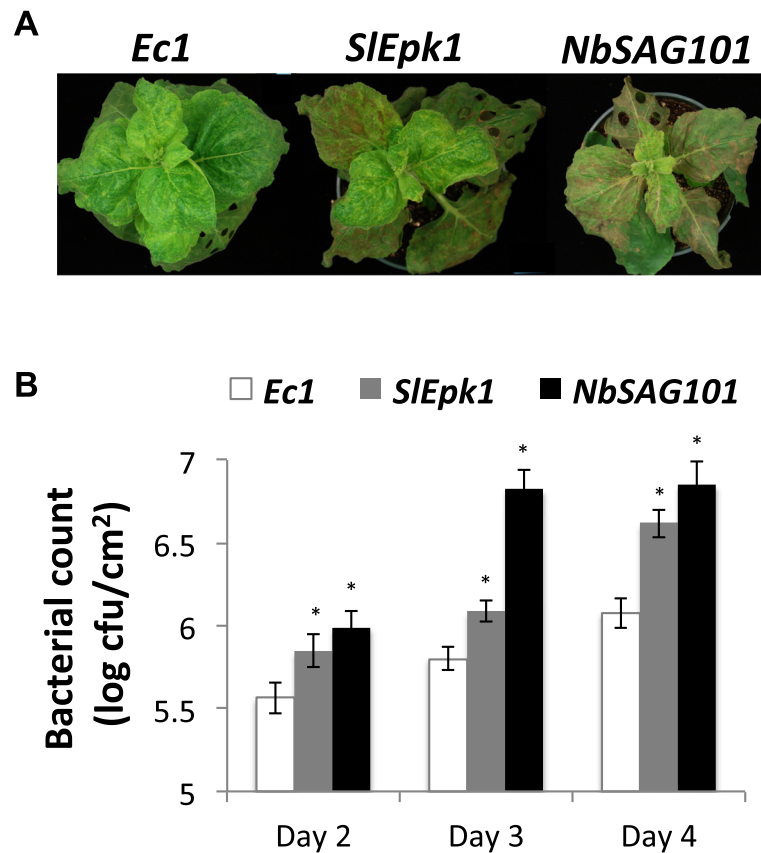 A
Ec1 SlEpk1 NbSAG101
B
Ec1 SlEpk1 NbSAG101
Bacterial count
(log cfu/cm²)
7
6.5
6
5.5
5
* * * * * *
Day 2 Day 3 Day 4